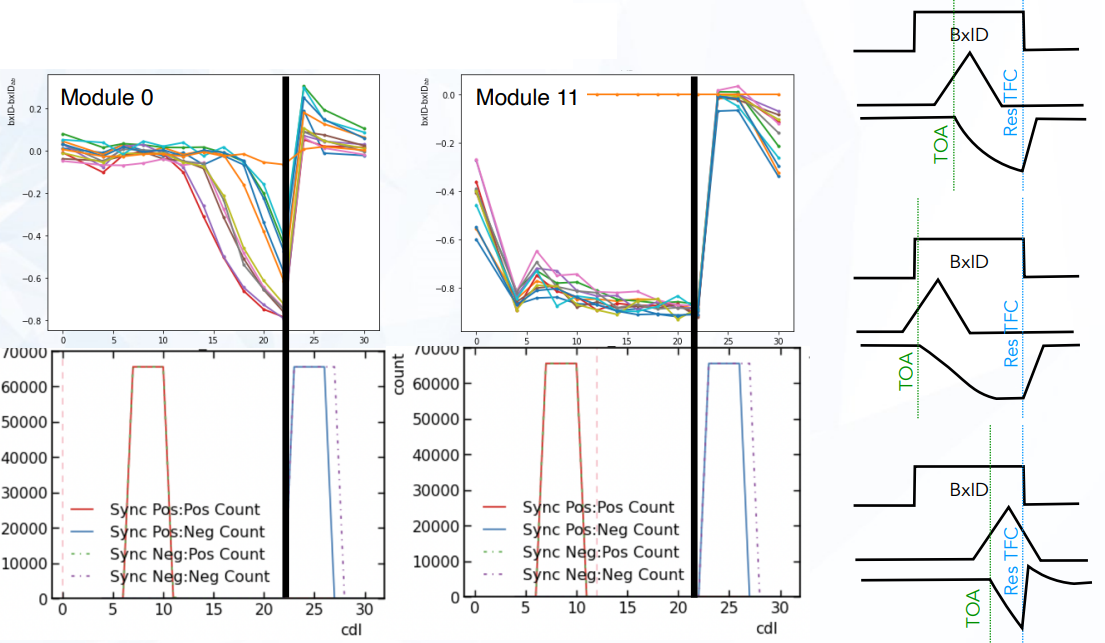 Module 0
bxID-bxID
0.2
0.0
−0.2
−0.4
−0.6
−0.8
0 5 10 15 20 25 30
70000
60000
50000
40000
30000
20000
10000
0
Sync Pos:Pos Count
Sync Pos:Neg Count
Sync Neg:Pos Count
Sync Neg:Neg Count
0 5 10 15 20 25 30
cdl
Module 11
bxID-bxID
0.0
−0.2
−0.4
−0.6
−0.8
0 5 10 15 20 25 30
count
70000
60000
50000
40000
30000
20000
10000
0
Sync Pos:Pos Count
Sync Pos:Neg Count
Sync Neg:Pos Count
Sync Neg:Neg Count
0 5 10 15 20 25 30
cdl
BxID
TOA
Res TFC
BxID
TOA
Res TFC
BxID
TOA
Res TFC